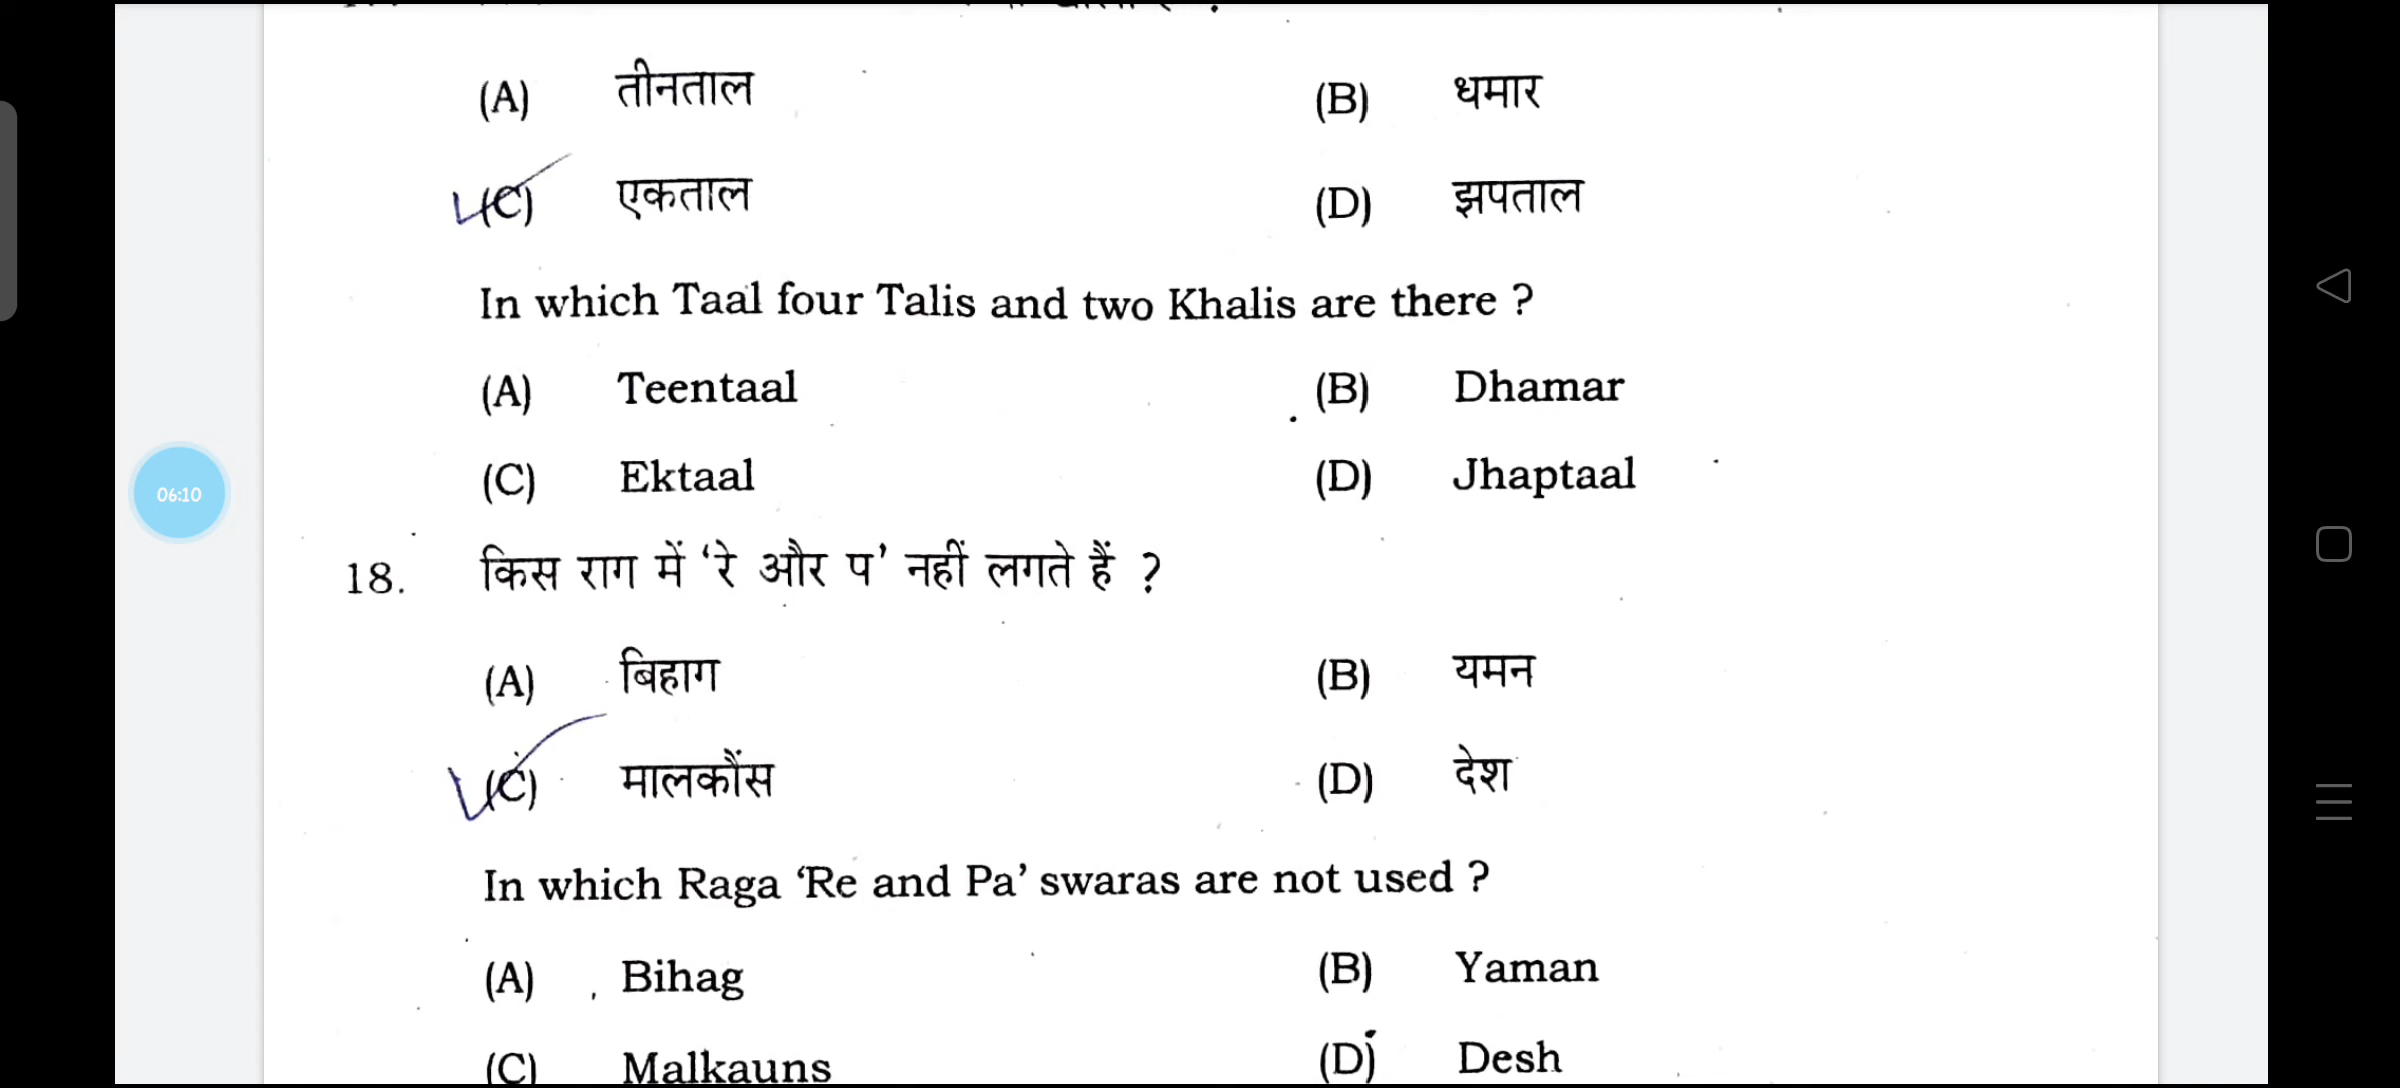 (A) तीनताल (B) धमार
(C) एकताल (D) झपताल
In which Taal four Talis and two Khalis are there ?
(A) Teentaal (B) Dhamar
(C) Ektaal (D) Jhaptaal
06:10
18. किस राग में ‘रे और प’ नहीं लगते हैं ?
(A) बिहाग (B) यमन
(C) मालकौंस (D) देश
In which Raga ‘Re and Pa’ swaras are not used ?
(A) Bihag (B) Yaman
(C) Malkauns (D) Desh